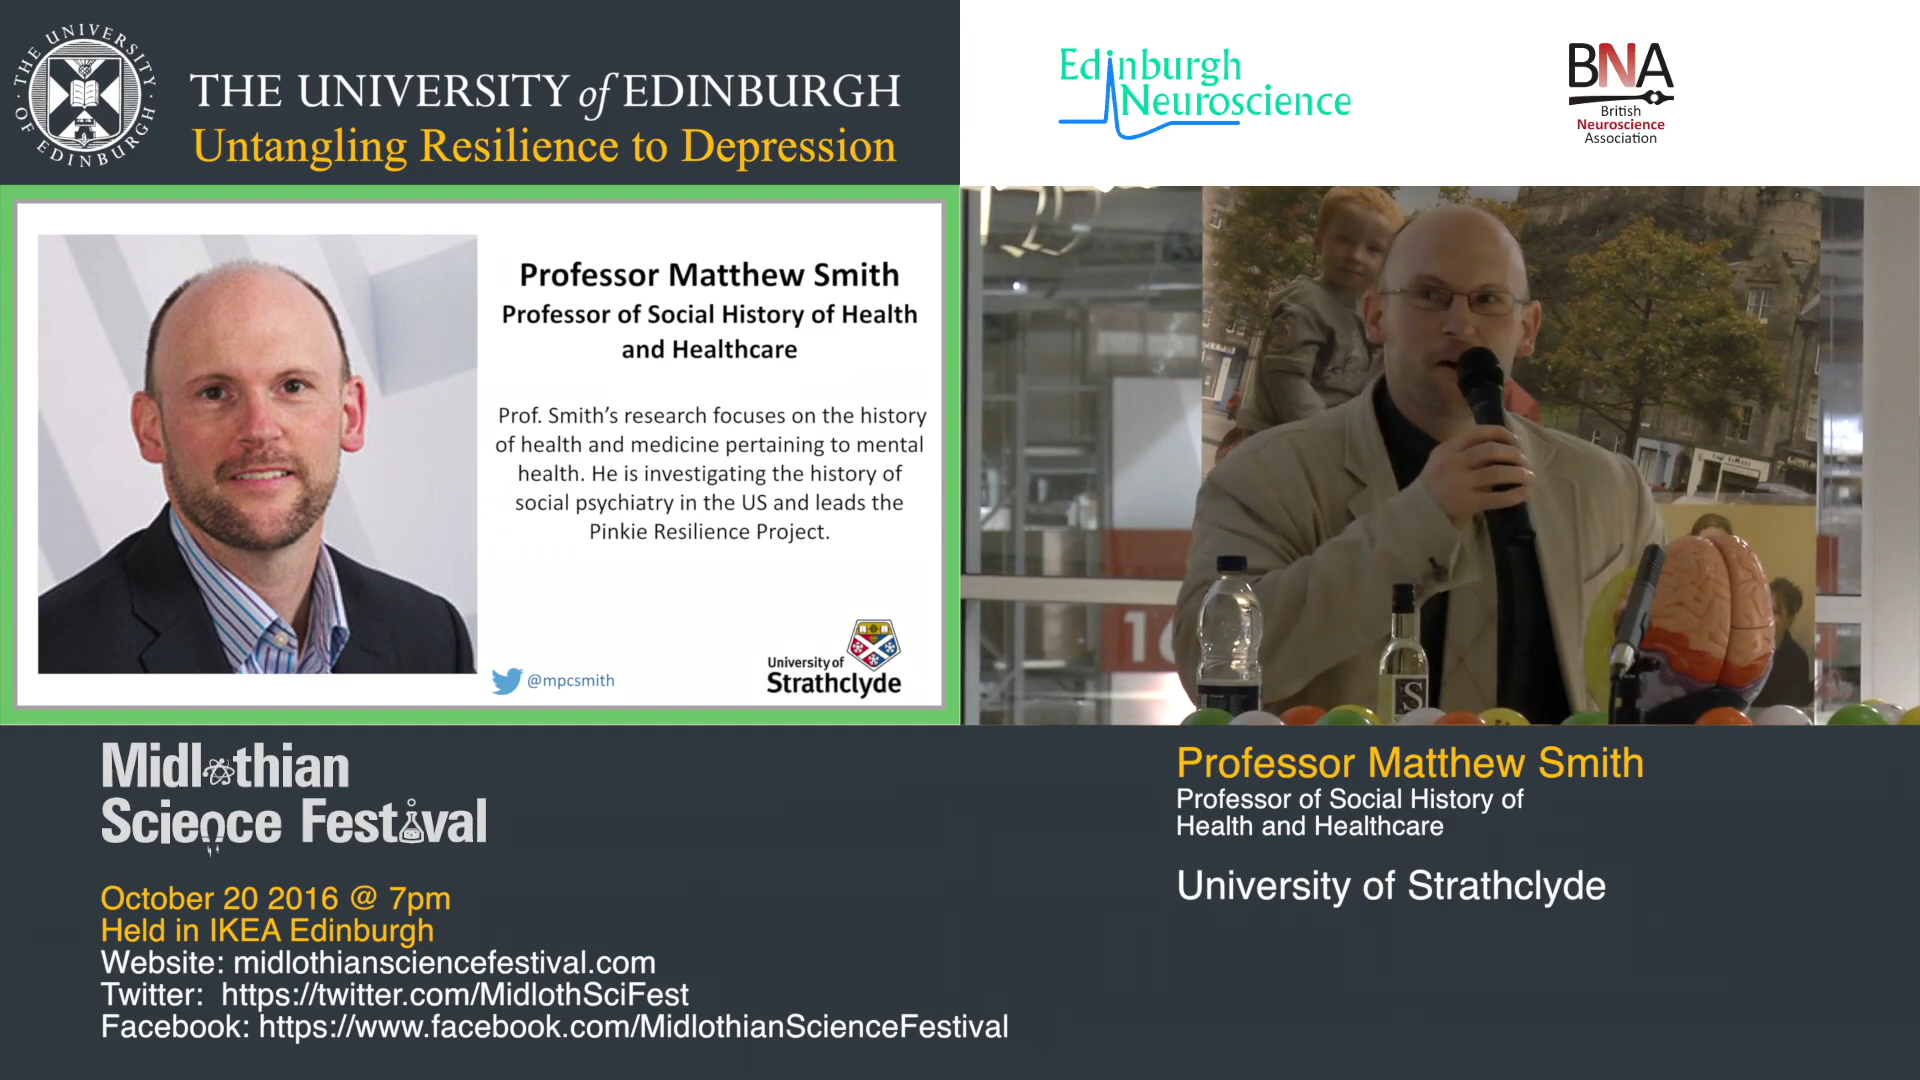 THE UNIVERSITY OF EDINBURGH
THE UNIVERSITY of EDINBURGH
Untangling Resilience to Depression
Edinburgh
Neuroscience
BNA
British
Neuroscience
Association
Professor Matthew Smith
Professor of Social History of Health
and Healthcare
Prof. Smith’s research focuses on the history
of health and medicine pertaining to mental
health. He is investigating the history of
social psychiatry in the US and leads the
Pinkie Resilience Project.
@mpcsmith
University of
Strathclyde
16
S
Midlothian
Science Festival
October 20 2016 @ 7pm
Held in IKEA Edinburgh
Website: midlothiansciencefestival.com
Twitter:  https://twitter.com/MidlothSciFest
Facebook: https://www.facebook.com/MidlothianScienceFestival
Professor Matthew Smith
Professor of Social History of
Health and Healthcare
University of Strathclyde